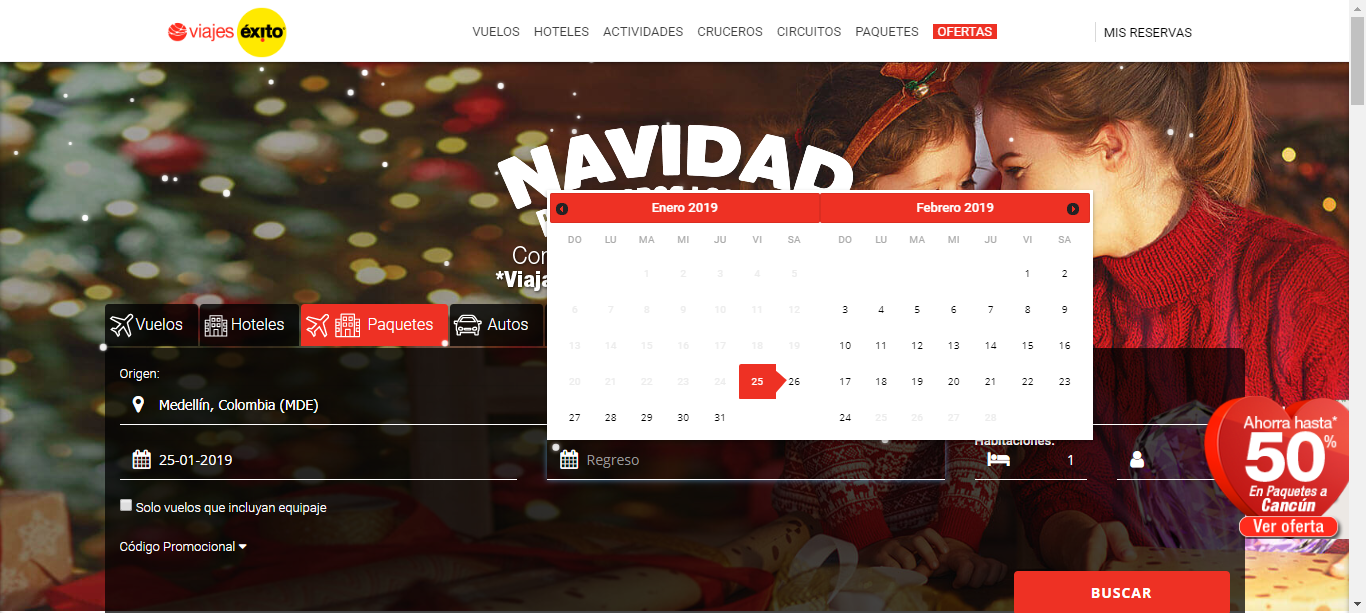 viajes éxito
VUELOS HOTELES ACTIVIDADES CRUCEROS CIRCUITOS PAQUETES OFERTAS MIS RESERVAS
NAVIDAD
Con
*Viaja
Enero 2019 Febrero 2019
DO LU MA MI JU VI SA DO LU MA MI JU VI SA
1 2 3 4 5 1 2
6 7 8 9 10 11 12 3 4 5 6 7 8 9
13 14 15 16 17 18 19 10 11 12 13 14 15 16
20 21 22 23 24 25 26 17 18 19 20 21 22 23
27 28 29 30 31 24 25 26 27 28
Vuelos Hoteles Paquetes Autos
Origen:
Medellín, Colombia (MDE)
Habitaciones:
25-01-2019 Regreso 1
Solo vuelos que incluyan equipaje
Código Promocional
BUSCAR
Ahorra hasta*
50%
En Paquetes a
Cancún
Ver oferta